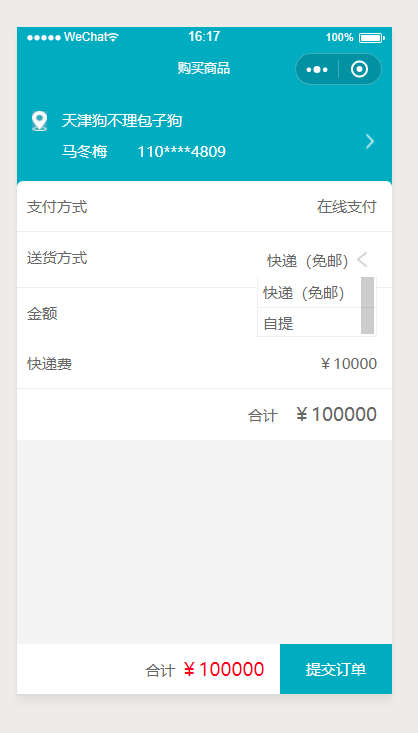 WeChat 16:17 100%
购买商品
天津狗不理包子狗
马冬梅 110****4809
支付方式 在线支付
送货方式 快递（免邮）
快递（免邮）
自提
金额
快递费 ¥10000
合计 ¥100000
合计 ¥100000 提交订单